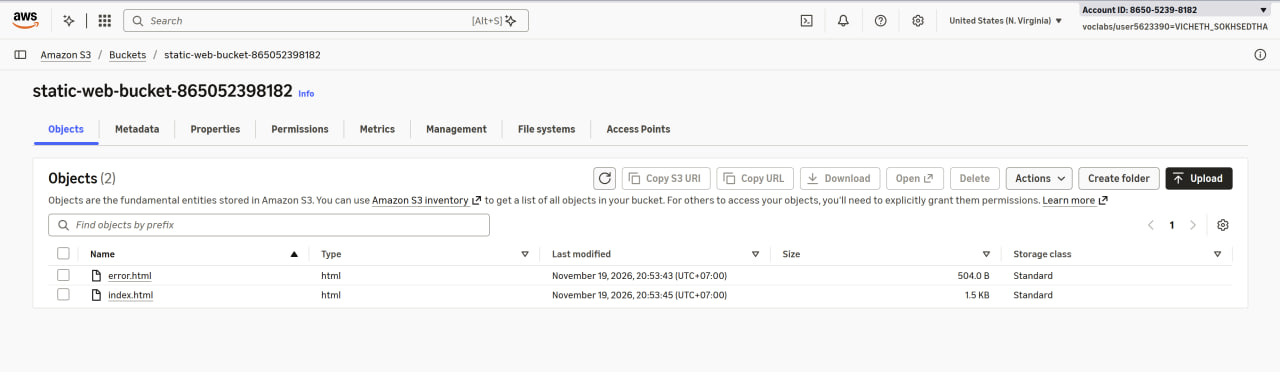 aws
Search [Alt+S]
United States (N. Virginia) ▼
Account ID: 8650-5239-8182 ▼
voclabs/user5623390=VICHETH_SOKHSEDTHA
Amazon S3 / Buckets / static-web-bucket-865052398182
static-web-bucket-865052398182 Info
Objects Metadata Properties Permissions Metrics Management File systems Access Points
Objects (2) Copy S3 URI Copy URL Download Open Delete Actions Create folder Upload
Objects are the fundamental entities stored in Amazon S3. You can use Amazon S3 inventory to get a list of all objects in your bucket. For others to access your objects, you'll need to explicitly grant them permissions. Learn more
Find objects by prefix 1
Name Type Last modified Size Storage class
error.html html November 19, 2026, 20:53:43 (UTC+07:00) 504.0 B Standard
index.html html November 19, 2026, 20:53:45 (UTC+07:00) 1.5 KB Standard